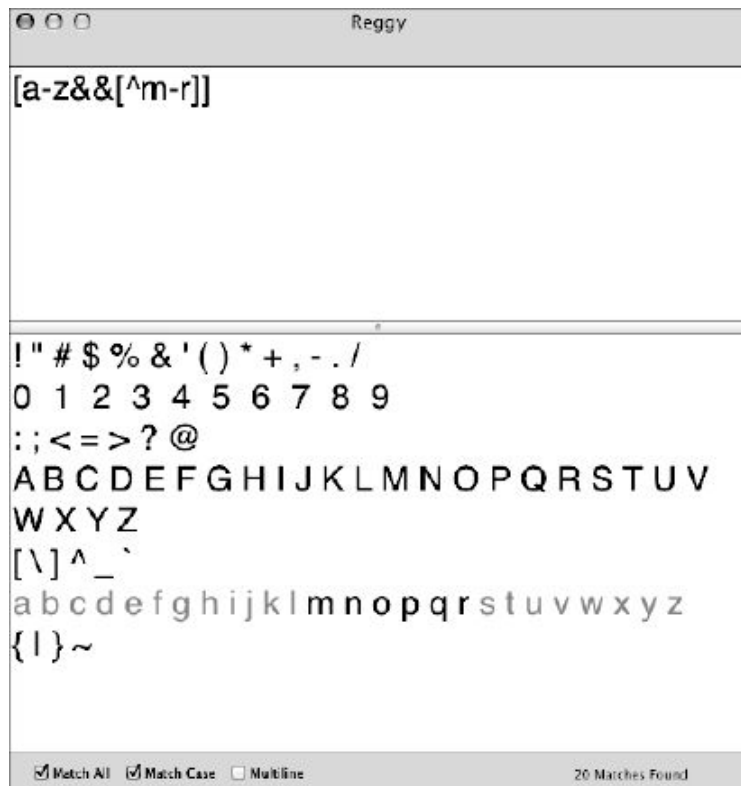 Reggy
[a-z&&[^m-r]]
! " # $ % & ' ( ) * + , - . /
0 1 2 3 4 5 6 7 8 9
: ; < = > ? @
A B C D E F G H I J K L M N O P Q R S T U V
W X Y Z
[ \ ] ^ _ `
a b c d e f g h i j k l m n o p q r s t u v w x y z
{ | } ~
Match All Match Case Multiline 20 Matches Found